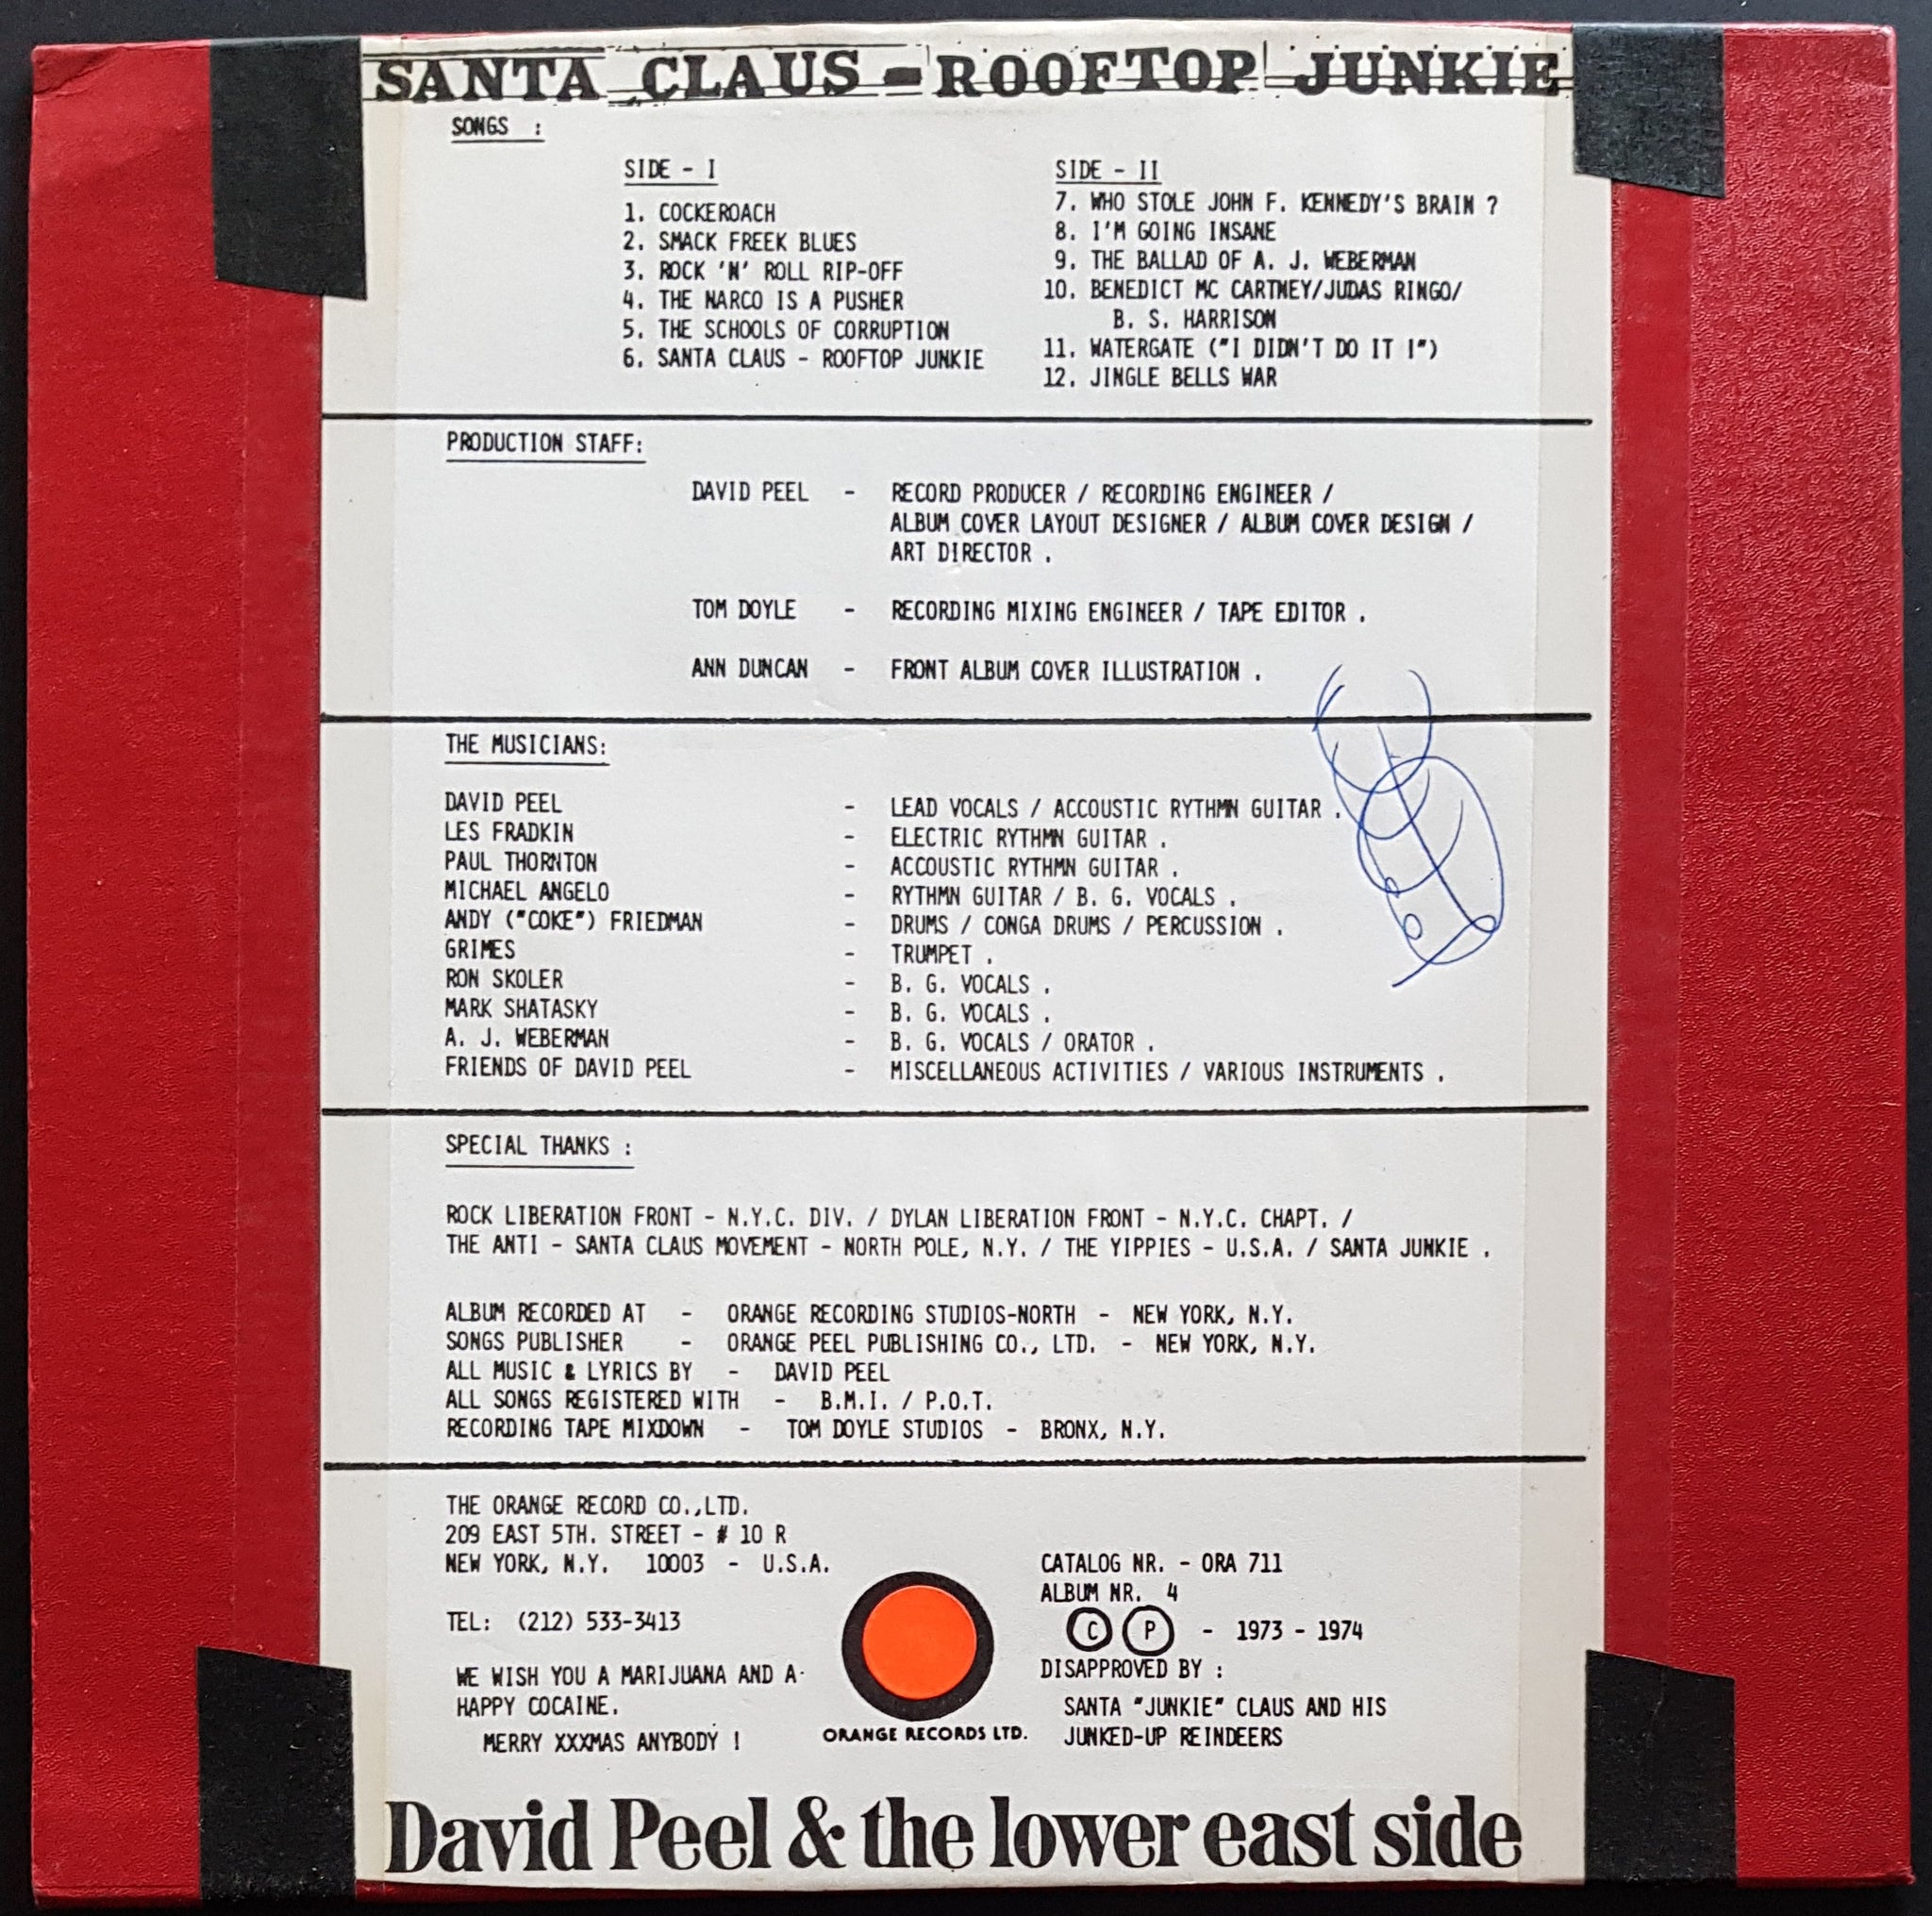 SANTA CLAUS - ROOFTOP JUNKIE
SONGS :
SIDE - I
1. COCKEROACH
2. SMACK FREEK BLUES
3. ROCK 'N' ROLL RIP-OFF
4. THE NARCO IS A PUSHER
5. THE SCHOOLS OF CORRUPTION
6. SANTA CLAUS - ROOFTOP JUNKIE
SIDE - II
7. WHO STOLE JOHN F. KENNEDY'S BRAIN ?
8. I'M GOING INSANE
9. THE BALLAD OF A. J. WEBERMAN
10. BENEDICT MC CARTNEY/JUDAS RINGO/
B. S. HARRISON
11. WATERGATE ("I DIDN'T DO IT !")
12. JINGLE BELLS WAR
PRODUCTION STAFF:
DAVID PEEL - RECORD PRODUCER / RECORDING ENGINEER /
ALBUM COVER LAYOUT DESIGNER / ALBUM COVER DESIGN /
ART DIRECTOR .
TOM DOYLE - RECORDING MIXING ENGINEER / TAPE EDITOR .
ANN DUNCAN - FRONT ALBUM COVER ILLUSTRATION .
THE MUSICIANS:
DAVID PEEL - LEAD VOCALS / ACCOUSTIC RYTHMN GUITAR .
LES FRADKIN - ELECTRIC RYTHMN GUITAR .
PAUL THORNTON - ACCOUSTIC RYTHMN GUITAR .
MICHAEL ANGELO - RYTHMN GUITAR / B. G. VOCALS .
ANDY ("COKE") FRIEDMAN - DRUMS / CONGA DRUMS / PERCUSSION .
GRIMES - TRUMPET .
RON SKOLER - B. G. VOCALS .
MARK SHATASKY - B. G. VOCALS .
A. J. WEBERMAN - B. G. VOCALS / ORATOR .
FRIENDS OF DAVID PEEL - MISCELLANEOUS ACTIVITIES / VARIOUS INSTRUMENTS .
SPECIAL THANKS :
ROCK LIBERATION FRONT - N.Y.C. DIV. / DYLAN LIBERATION FRONT - N.Y.C. CHAPT. /
THE ANTI - SANTA CLAUS MOVEMENT - NORTH POLE, N.Y. / THE YIPPIES - U.S.A. / SANTA JUNKIE .
ALBUM RECORDED AT - ORANGE RECORDING STUDIOS-NORTH - NEW YORK, N.Y.
SONGS PUBLISHER - ORANGE PEEL PUBLISHING CO., LTD. - NEW YORK, N.Y.
ALL MUSIC & LYRICS BY - DAVID PEEL
ALL SONGS REGISTERED WITH - B.M.I. / P.O.T.
RECORDING TAPE MIXDOWN - TOM DOYLE STUDIOS - BRONX, N.Y.
THE ORANGE RECORD CO.,LTD.
209 EAST 5TH. STREET - # 10 R
NEW YORK, N.Y. 10003 - U.S.A.
TEL: (212) 533-3413
WE WISH YOU A MARIJUANA AND A
HAPPY COCAINE.
MERRY XXXMAS ANYBODY !
ORANGE RECORDS LTD.
CATALOG NR. - ORA 711
ALBUM NR. 4
Ⓒ Ⓟ - 1973 - 1974
DISAPPROVED BY :
SANTA "JUNKIE" CLAUS AND HIS
JUNKED-UP REINDEERS
David Peel & the lower east side